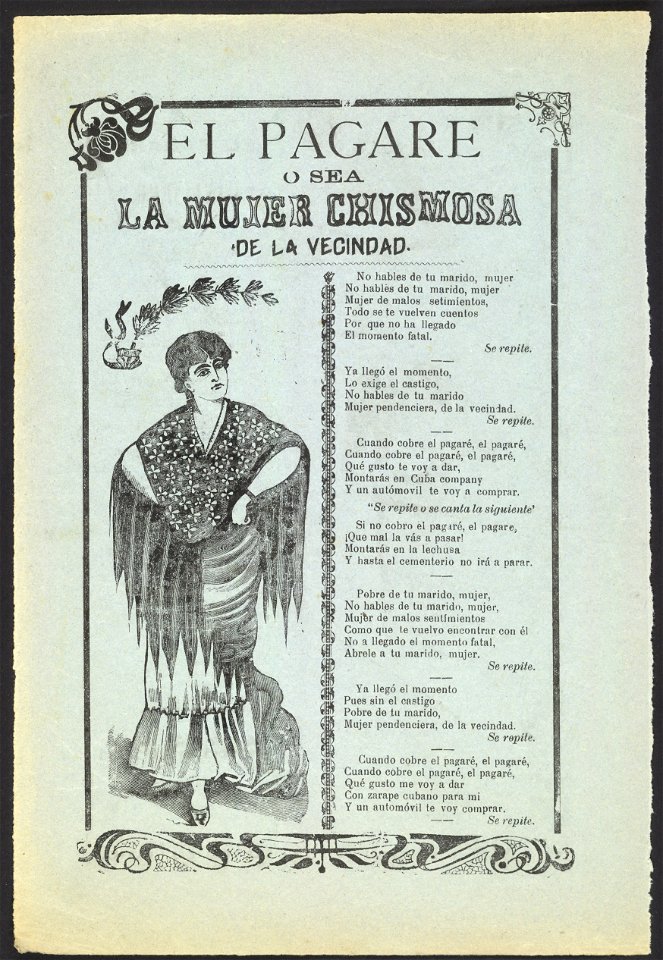 EL PAGARE
O SEA
LA MUJER CHISMOSA
DE LA VECINDAD.
No hables de tu marido, mujer
No hables de tu marido, mujer
Mujer de malos setimientos,
Todo se te vuelven cuentos
Por que no ha llegado
El momento fatal.
Se repite.
Ya llegó el momento,
Lo exige el castigo,
No hables de tu marido
Mujer pendenciera, de la vecindad.
Se repite.
Cuando cobre el pagaré, el pagaré,
Cuando cobre el pagaré, el pagaré,
Qué gusto te voy a dar,
Montarás en Cuba company
Y un autómovil te voy a comprar.
"Se repite o se canta la siguiente'
Si no cobro el pagaré, el pagare,
¡Que mal la vás a pasar!
Montarás en la lechusa
Y hasta el cementerio no irá a parar.
Pobre de tu marido, mujer,
No hables de tu marido, mujer,
Mujer de malos sentimientos
Como que te vuelvo encontrar con él
No a llegado el momento fatal,
Abrele a tu marido, mujer.
Se repite.
Ya llegó el momento
Pues sin el castigo
Pobre de tu marido,
Mujer pendenciera, de la vecindad.
Se repite.
Cuando cobre el pagaré, el pagaré,
Cuando cobre el pagaré, el pagaré,
Qué gusto me voy a dar
Con zarape cubano para mi
Y un automóvil te voy comprar.
Se repite.